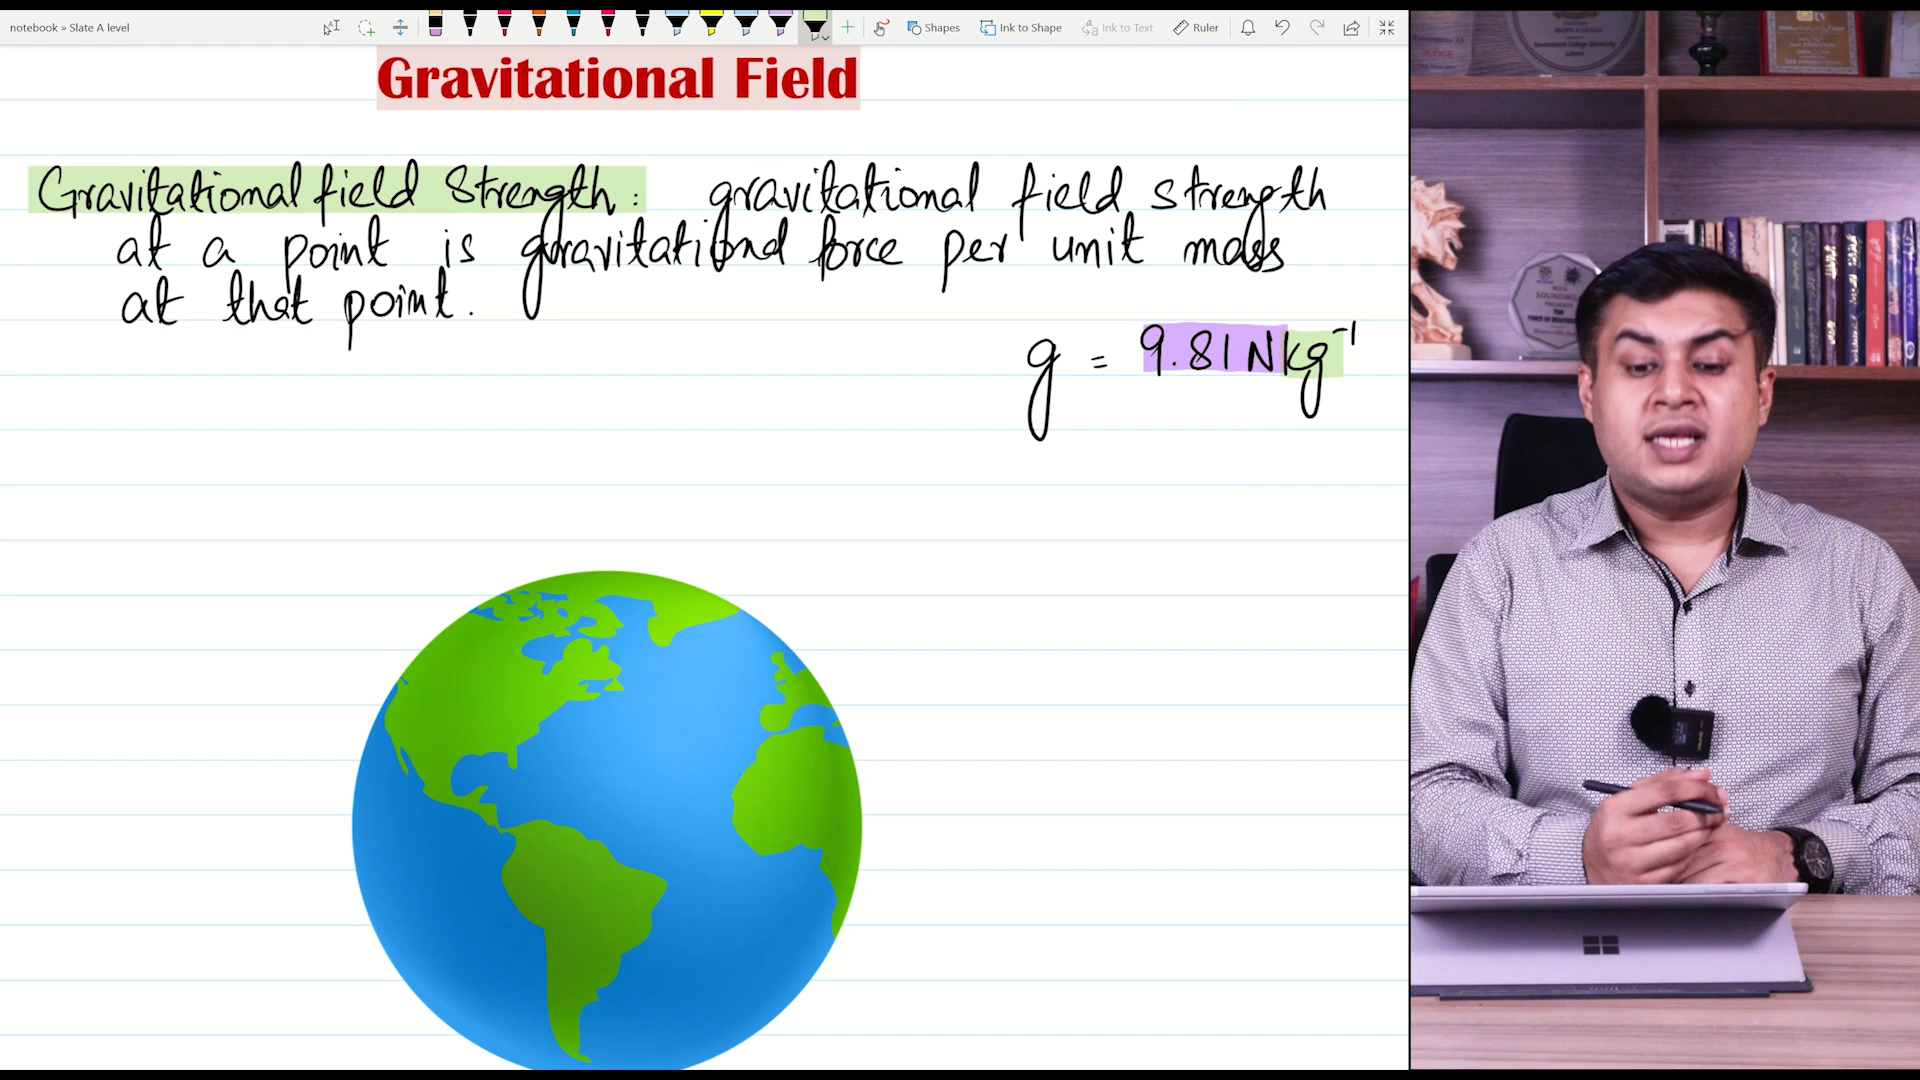 notebook » Slate A level
Shapes Ink to Shape Ink to Text Ruler
Gravitational Field
Gravitational field Strength: gravitational field strength
at a point is gravitational force per unit mass
at that point.
g = 9.81 N kg⁻¹